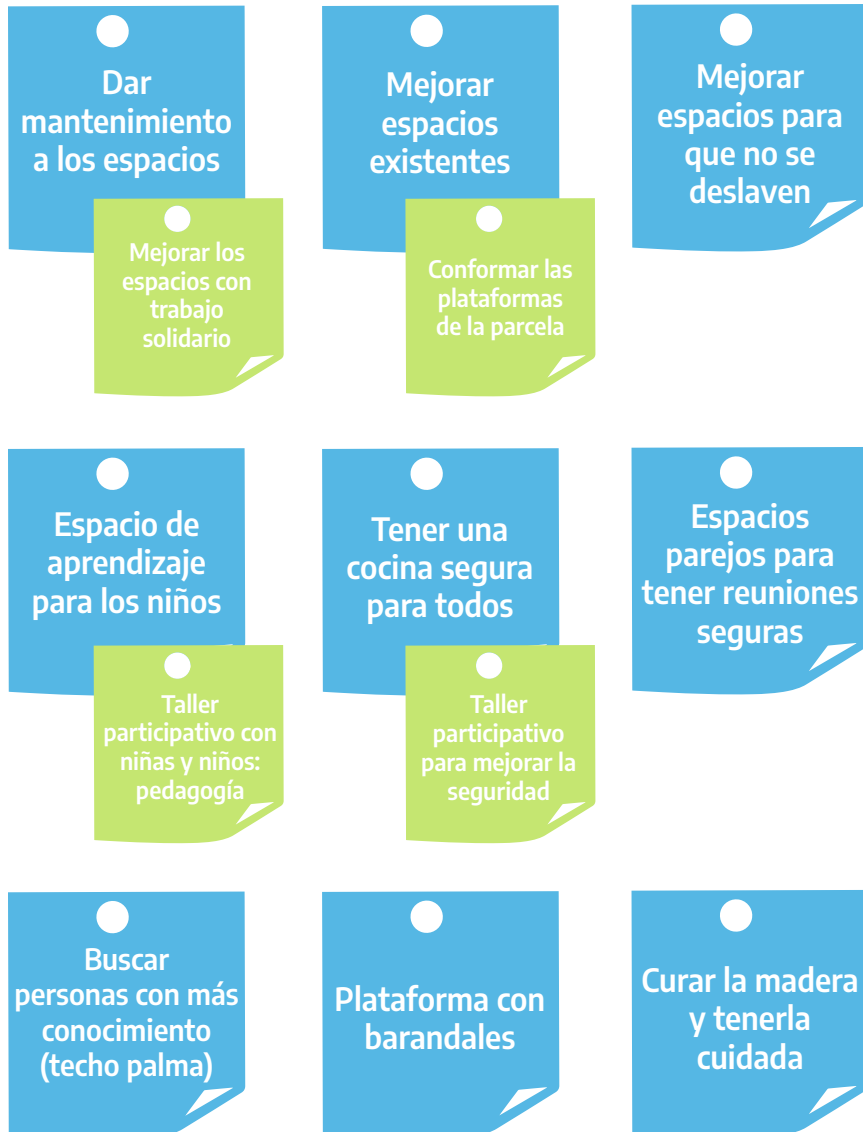 Dar
mantenimiento
a los espacios
Mejorar los
espacios con
trabajo
solidario
Mejorar
espacios
existentes
Conformar las
plataformas
de la parcela
Mejorar
espacios para
que no se
deslaven
Espacio de
aprendizaje
para los niños
Taller
participativo con
niñas y niños:
pedagogía
Tener una
cocina segura
para todos
Taller
participativo
para mejorar la
seguridad
Espacios
parejos para
tener reuniones
seguras
Buscar
personas con más
conocimiento
(techo palma)
Plataforma con
barandales
Curar la madera
y tenerla
cuidada